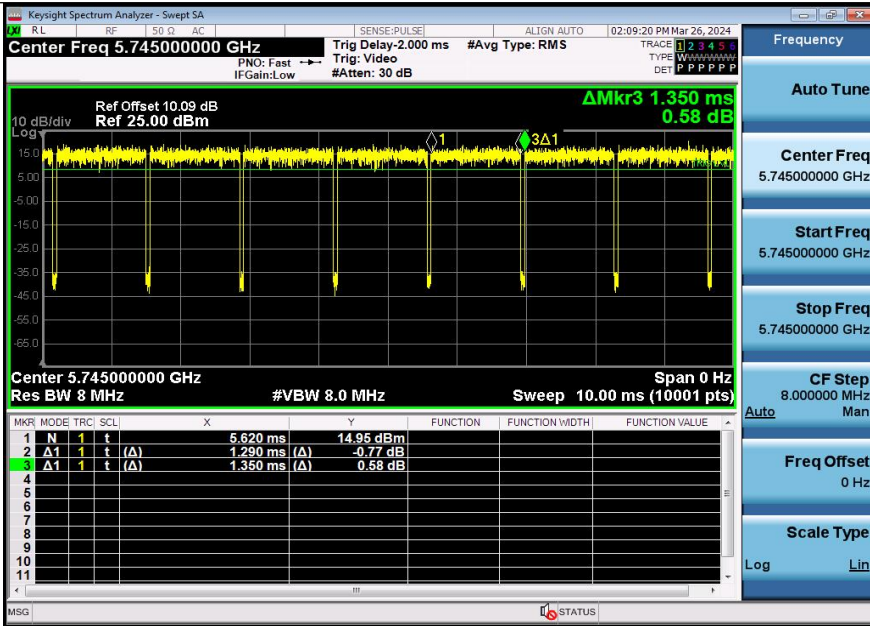 Keysight Spectrum Analyzer - Swept SA
LXI RL RF 50 Ω AC SENSE:PULSE ALIGN AUTO 02:09:20 PM Mar 26, 2024
Center Freq 5.745000000 GHz
PNO: Fast
IFGain:Low
Trig Delay-2.000 ms
Trig: Video
#Atten: 30 dB
#Avg Type: RMS
TRACE 1 2 3 4 5 6
TYPE WWWWWW
DET P P P P P P
ΔMkr3 1.350 ms
0.58 dB
Ref Offset 10.09 dB
10 dB/div Ref 25.00 dBm
Log
1
3Δ1
15.0
5.00
-5.00
-15.0
-25.0
-35.0
-45.0
-55.0
-65.0
Center 5.745000000 GHz Span 0 Hz
Res BW 8 MHz #VBW 8.0 MHz Sweep 10.00 ms (10001 pts)
MKR MODE TRC SCL X Y FUNCTION FUNCTION WIDTH FUNCTION VALUE
1 N 1 t 5.620 ms 14.95 dBm
2 Δ1 1 t (Δ) 1.290 ms (Δ) -0.77 dB
3 Δ1 1 t (Δ) 1.350 ms (Δ) 0.58 dB
4
5
6
7
8
9
10
11
MSG STATUS
Frequency
Auto Tune
Center Freq
5.745000000 GHz
Start Freq
5.745000000 GHz
Stop Freq
5.745000000 GHz
CF Step
8.000000 MHz
Auto Man
Freq Offset
0 Hz
Scale Type
Log Lin